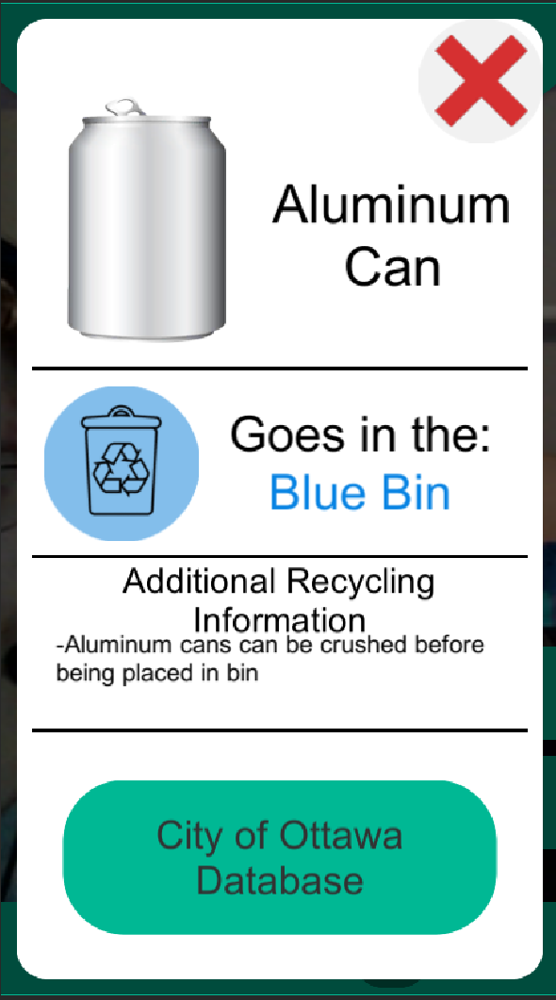 Aluminum
Can
Goes in the:
Blue Bin
Additional Recycling
Information
-Aluminum cans can be crushed before
being placed in bin
City of Ottawa
Database